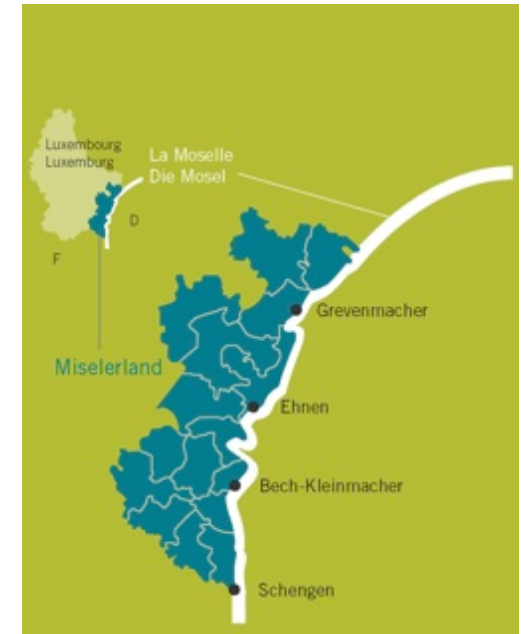 Luxembourg
Luxemburg
La Moselle
Die Mosel
D
F
Miselerland
Grevenmacher
Ehnen
Bech-Kleinmacher
Schengen